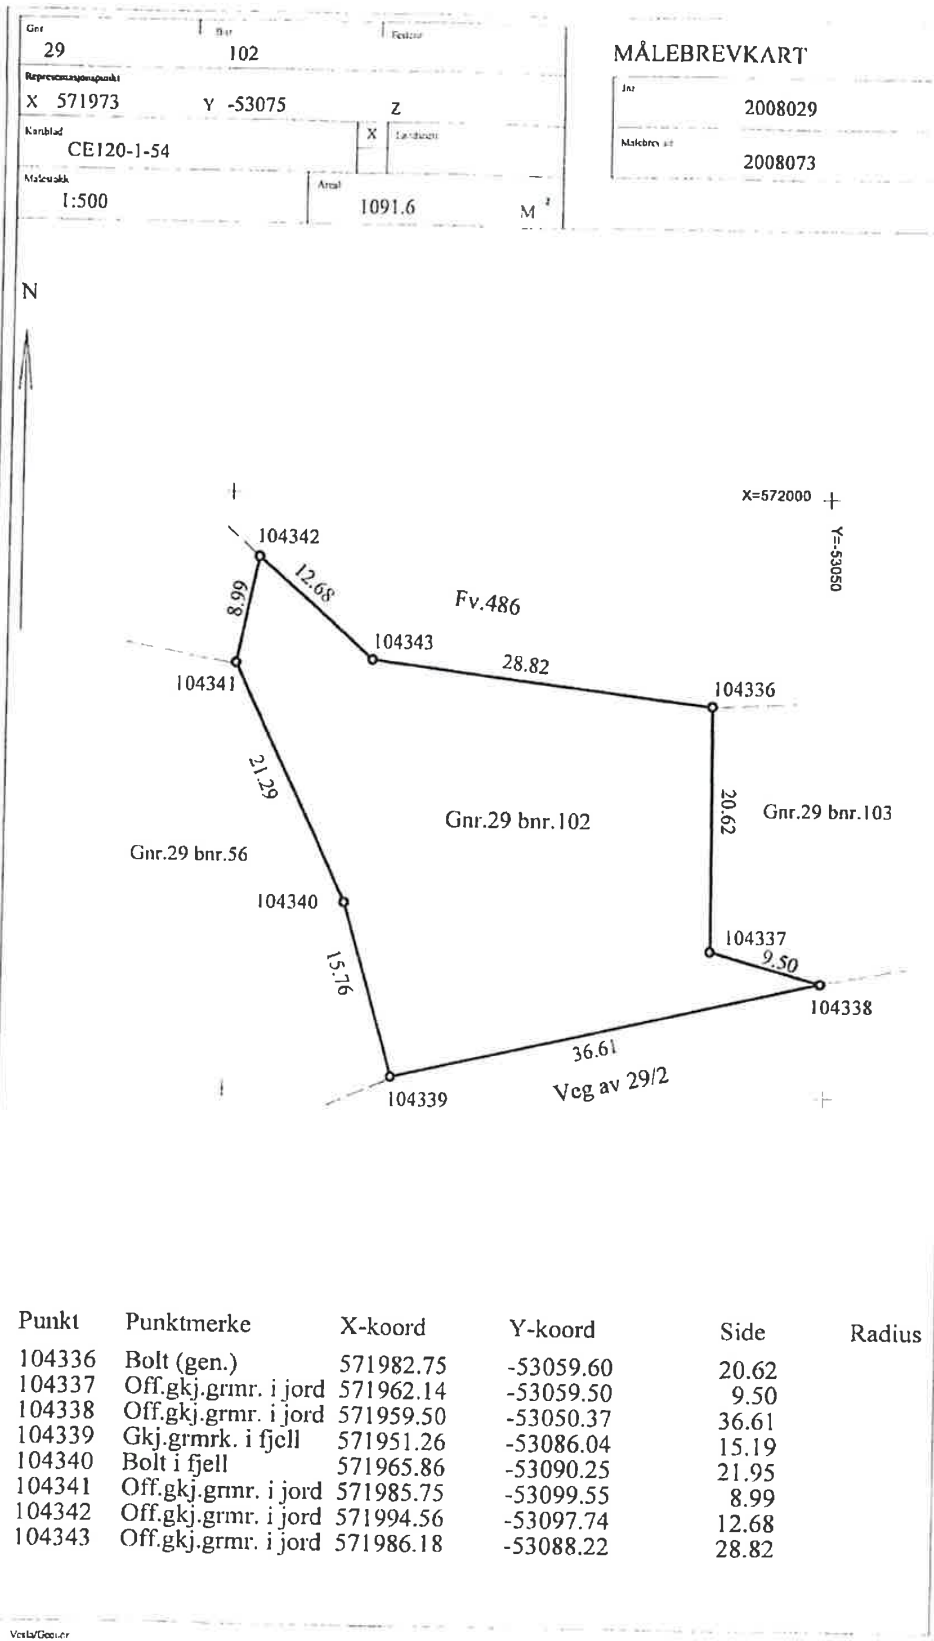 Gnr Bnr Festenr
29 102
MÅLEBREVKART
Representasjonspunkt
X 571973 Y -53075 Z
Jnr
2008029
Kartblad X
CE120-1-54
Målebrev nr
2008073
Målestokk Areal
1:500 1091.6 M²
N
X=572000
Y=-53050
104342
8.99
12.68
Fv.486
104343
28.82
104341
104336
21.29
20.62
Gnr.29 bnr.102
Gnr.29 bnr.103
Gnr.29 bnr.56
104340
104337
9.50
15.76
104338
36.61
Veg av 29/2
104339
Punkt Punktmerke X-koord Y-koord Side Radius
104336 Bolt (gen.) 571982.75 -53059.60 20.62
104337 Off.gkj.grmr. i jord 571962.14 -53059.50 9.50
104338 Off.gkj.grmr. i jord 571959.50 -53050.37 36.61
104339 Gkj.grmrk. i fjell 571951.26 -53086.04 15.19
104340 Bolt i fjell 571965.86 -53090.25 21.95
104341 Off.gkj.grmr. i jord 571985.75 -53099.55 8.99
104342 Off.gkj.grmr. i jord 571994.56 -53097.74 12.68
104343 Off.gkj.grmr. i jord 571986.18 -53088.22 28.82